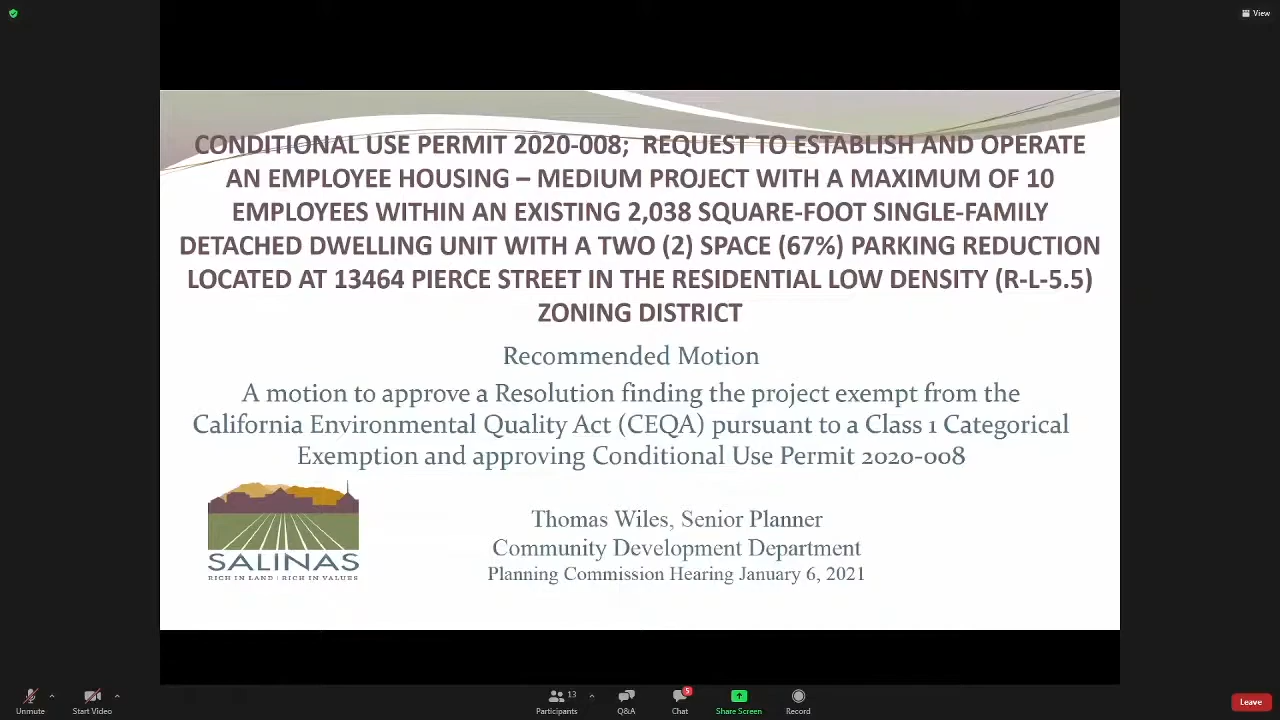 View
CONDITIONAL USE PERMIT 2020-008; REQUEST TO ESTABLISH AND OPERATE
AN EMPLOYEE HOUSING – MEDIUM PROJECT WITH A MAXIMUM OF 10
EMPLOYEES WITHIN AN EXISTING 2,038 SQUARE-FOOT SINGLE-FAMILY
DETACHED DWELLING UNIT WITH A TWO (2) SPACE (67%) PARKING REDUCTION
LOCATED AT 13464 PIERCE STREET IN THE RESIDENTIAL LOW DENSITY (R-L-5.5)
ZONING DISTRICT
Recommended Motion
A motion to approve a Resolution finding the project exempt from the
California Environmental Quality Act (CEQA) pursuant to a Class 1 Categorical
Exemption and approving Conditional Use Permit 2020-008
SALINAS
RICH IN LAND | RICH IN VALUES
Thomas Wiles, Senior Planner
Community Development Department
Planning Commission Hearing January 6, 2021
Unmute
Start Video
13
Participants
Q&A
5
Chat
Share Screen
Record
Leave